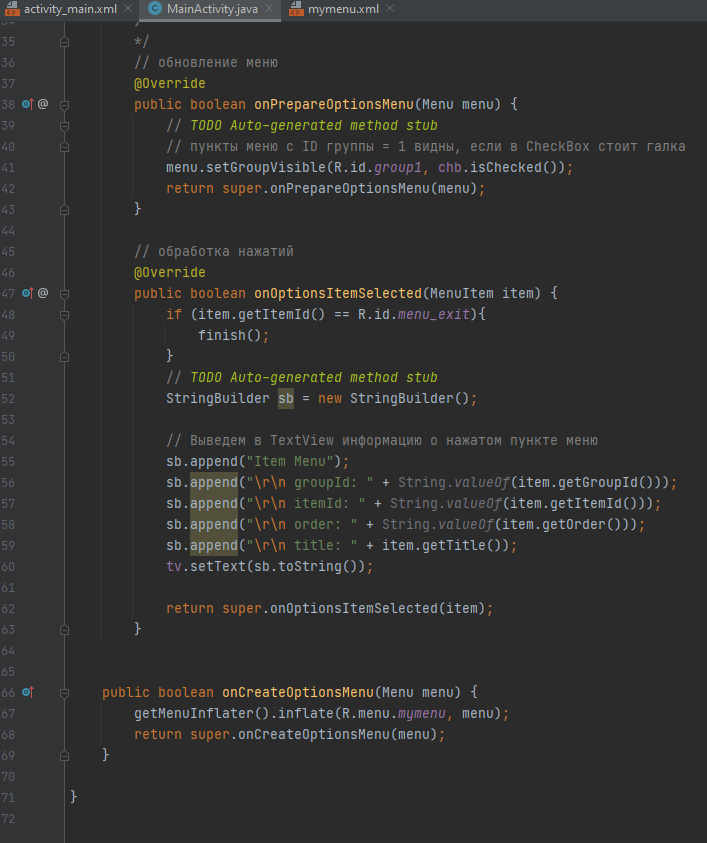 activity_main.xml MainActivity.java mymenu.xml
35 */
36 // обновление меню
37 @Override
38 @ public boolean onPrepareOptionsMenu(Menu menu) {
39 // TODO Auto-generated method stub
40 // пункты меню с ID группы = 1 видны, если в CheckBox стоит галка
41 menu.setGroupVisible(R.id.group1, chb.isChecked());
42 return super.onPrepareOptionsMenu(menu);
43 }
44
45 // обработка нажатий
46 @Override
47 @ public boolean onOptionsItemSelected(MenuItem item) {
48 if (item.getItemId() == R.id.menu_exit){
49 finish();
50 }
51 // TODO Auto-generated method stub
52 StringBuilder sb = new StringBuilder();
53
54 // Выведем в TextView информацию о нажатом пункте меню
55 sb.append("Item Menu");
56 sb.append("\r\n groupId: " + String.valueOf(item.getGroupId()));
57 sb.append("\r\n itemId: " + String.valueOf(item.getItemId()));
58 sb.append("\r\n order: " + String.valueOf(item.getOrder()));
59 sb.append("\r\n title: " + item.getTitle());
60 tv.setText(sb.toString());
61
62 return super.onOptionsItemSelected(item);
63 }
64
65
66 public boolean onCreateOptionsMenu(Menu menu) {
67 getMenuInflater().inflate(R.menu.mymenu, menu);
68 return super.onCreateOptionsMenu(menu);
69 }
70
71 }
72